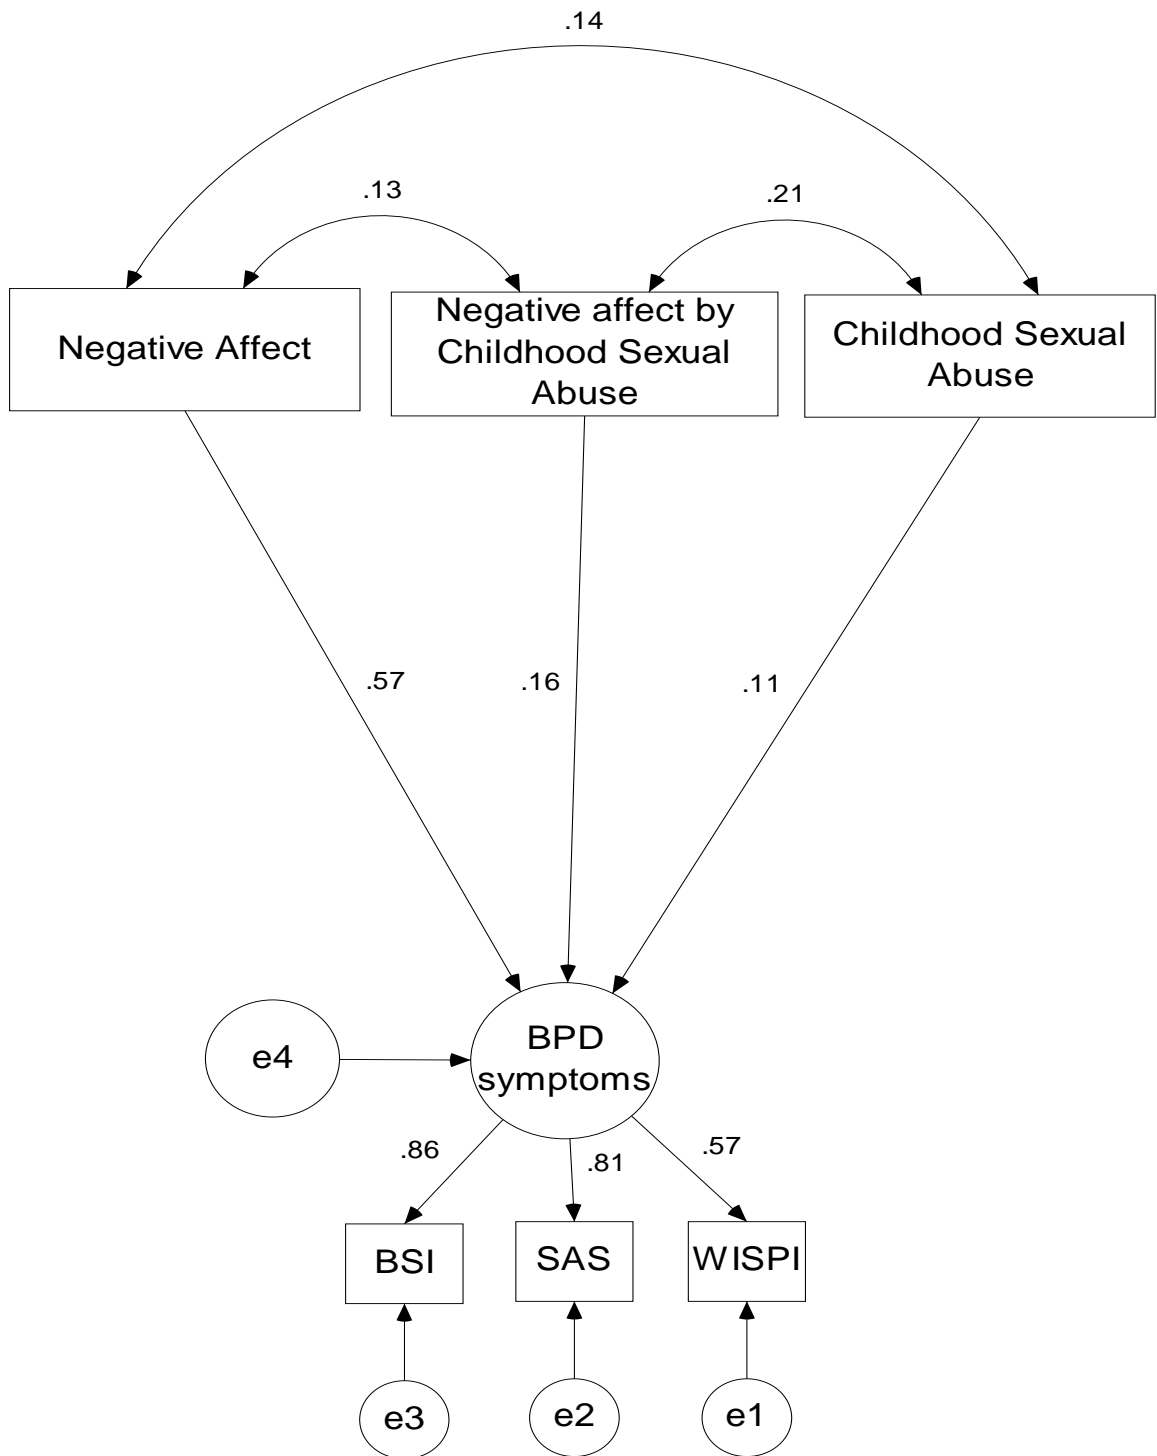 .14
.13
.21
Negative Affect
Negative affect by
Childhood Sexual
Abuse
Childhood Sexual
Abuse
.57
.16
.11
e4
BPD
symptoms
.86
.81
.57
BSI
SAS
WISPI
e3
e2
e1